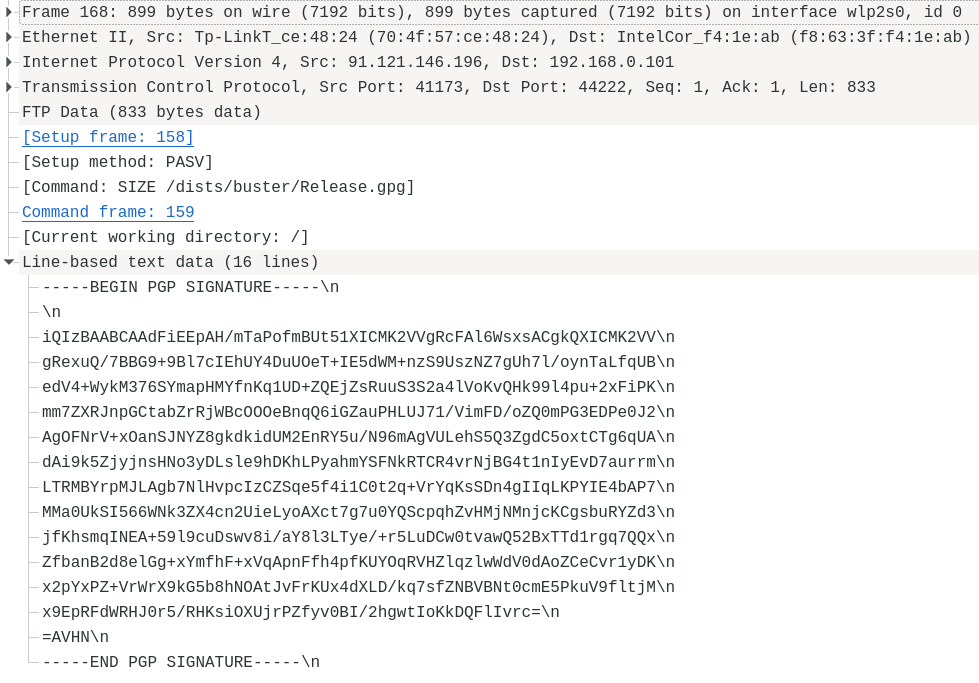 Frame 168: 899 bytes on wire (7192 bits), 899 bytes captured (7192 bits) on interface wlp2s0, id 0
Ethernet II, Src: Tp-LinkT_ce:48:24 (70:4f:57:ce:48:24), Dst: IntelCor_f4:1e:ab (f8:63:3f:f4:1e:ab)
Internet Protocol Version 4, Src: 91.121.146.196, Dst: 192.168.0.101
Transmission Control Protocol, Src Port: 41173, Dst Port: 44222, Seq: 1, Ack: 1, Len: 833
FTP Data (833 bytes data)
[Setup frame: 158]
[Setup method: PASV]
[Command: SIZE /dists/buster/Release.gpg]
Command frame: 159
[Current working directory: /]
Line-based text data (16 lines)
-----BEGIN PGP SIGNATURE-----\n
\n
iQIzBAABCAAdFiEEpAH/mTaPofmBUt51XICMK2VVgRcFAl6WsxsACgkQXICMK2VV\n
gRexuQ/7BBG9+9Bl7cIEhUY4DuUOeT+IE5dWM+nzS9UszNZ7gUh7l/oynTaLfqUB\n
edV4+WykM376SYmapHMYfnKq1UD+ZQEjZsRuuS3S2a4lVoKvQHk99l4pu+2xFiPK\n
mm7ZXRJnpGCtabZrRjWBcOOOeBnqQ6iGZauPHLUJ71/VimFD/oZQ0mPG3EDPe0J2\n
AgOFNrV+xOanSJNYZ8gkdkidUM2EnRY5u/N96mAgVULehS5Q3ZgdC5oxtCTg6qUA\n
dAi9k5ZjyjnsHNo3yDLsle9hDKhLPyahmYSFNkRTCR4vrNjBG4t1nIyEvD7aurrm\n
LTRMBYrpMJLAgb7NlHvpcIzCZSqe5f4i1C0t2q+VrYqKsSDn4gIIqLKPYIE4bAP7\n
MMa0UkSI566WNk3ZX4cn2UieLyoAXct7g7u0YQScpqhZvHMjNMnjcKCgsbuRYZd3\n
jfKhsmqINEA+59l9cuDswv8i/aY8l3LTye/+r5LuDCw0tvawQ52BxTTd1rgq7QQx\n
ZfbanB2d8elGg+xYmfhF+xVqApnFfh4pfKUYOqRVHZlqzlwWdV0dAoZCeCvr1yDK\n
x2pYxPZ+VrWrX9kG5b8hNOAtJvFrKUx4dXLD/kq7sfZNBVBNt0cmE5PkuV9fltjM\n
x9EpRFdWRHJ0r5/RHKsiOXUjrPZfyv0BI/2hgwtIoKkDQFlIvrc=\n
=AVHN\n
-----END PGP SIGNATURE-----\n